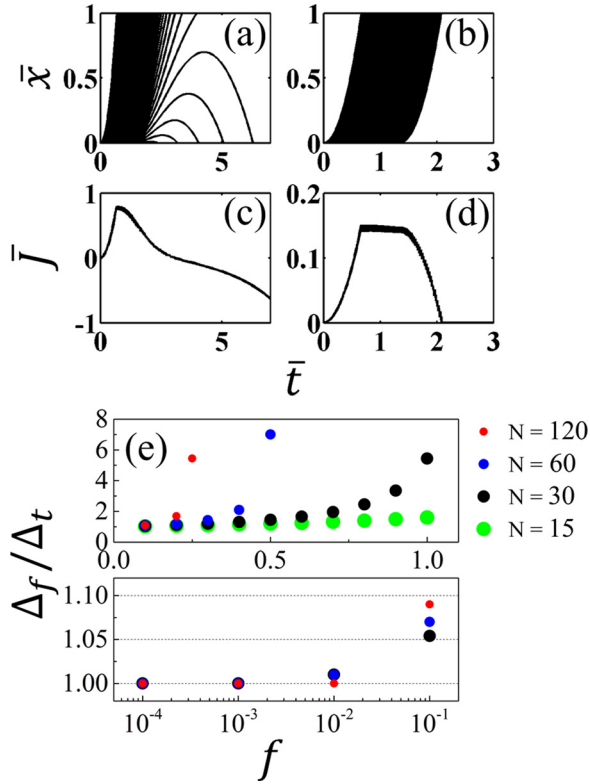 1 (a) (b)
x̄ 0.5 0.5
0 0
0 5 0 1 2 3
1 (c) 0.2 (d)
J̄ 0 0.1
-1 0
0 5 0 1 2 3
t̄
8 (e) N = 120
6 N = 60
4 N = 30
2 N = 15
0
0.0 0.5 1.0
Δf/Δt
1.10
1.05
1.00
10⁻⁴ 10⁻³ 10⁻² 10⁻¹
f